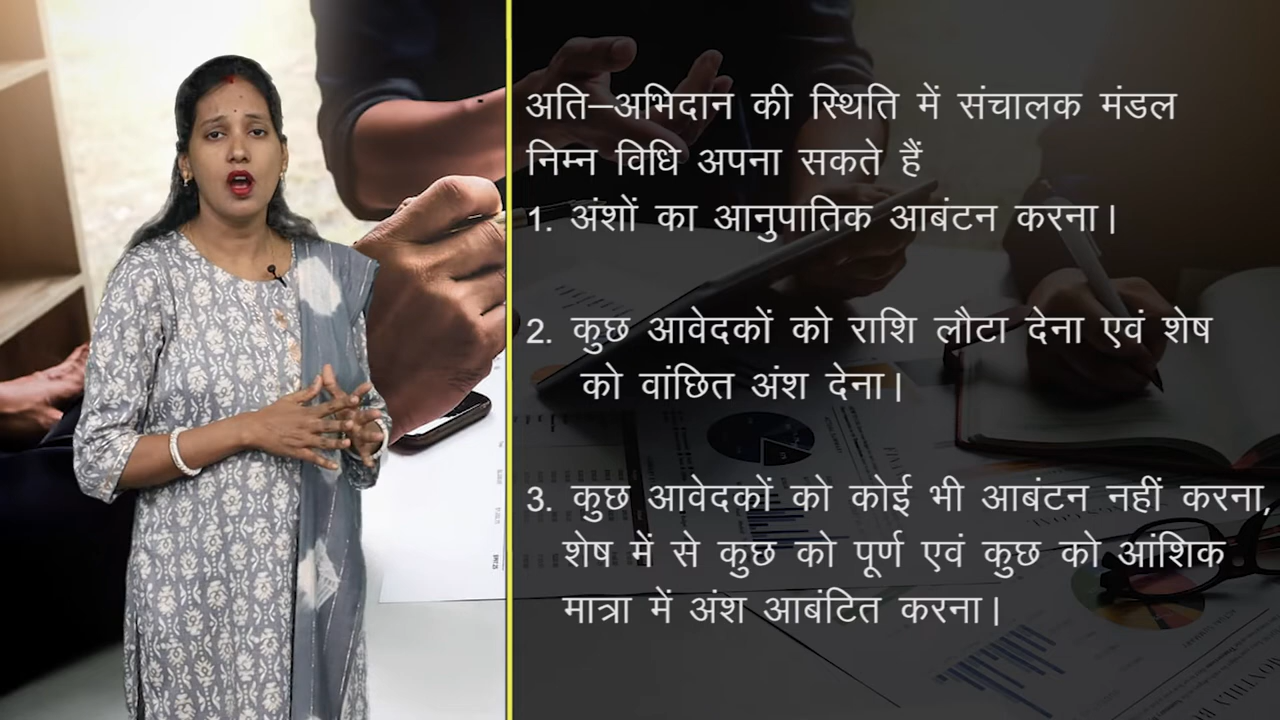 अति–अभिदान की स्थिति में संचालक मंडल
निम्न विधि अपना सकते हैं
1. अंशों का आनुपातिक आबंटन करना।
2. कुछ आवेदकों को राशि लौटा देना एवं शेष
को वांछित अंश देना।
3. कुछ आवेदकों को कोई भी आबंटन नहीं करना,
शेष में से कुछ को पूर्ण एवं कुछ को आंशिक
मात्रा में अंश आबंटित करना।